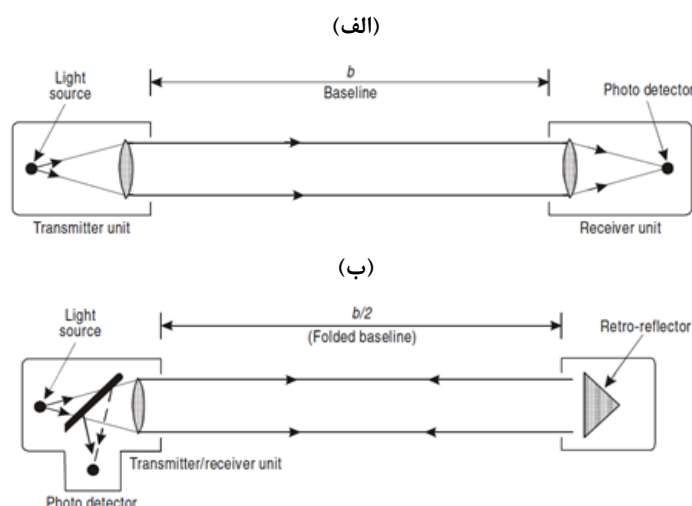 (الف)
Light
source
b
Baseline
Photo detector
Transmitter unit
Receiver unit
(ب)
Light
source
b/2
(Folded baseline)
Retro-reflector
Transmitter/receiver unit
Photo detector